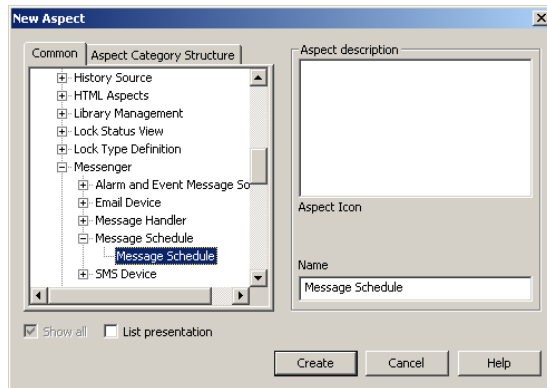 New Aspect
Common
Aspect Category Structure
History Source
HTML Aspects
Library Management
Lock Status View
Lock Type Definition
Messenger
Alarm and Event Message So
Email Device
Message Handler
Message Schedule
Message Schedule
SMS Device
Aspect description
Aspect Icon
Name
Message Schedule
Show all
List presentation
Create
Cancel
Help